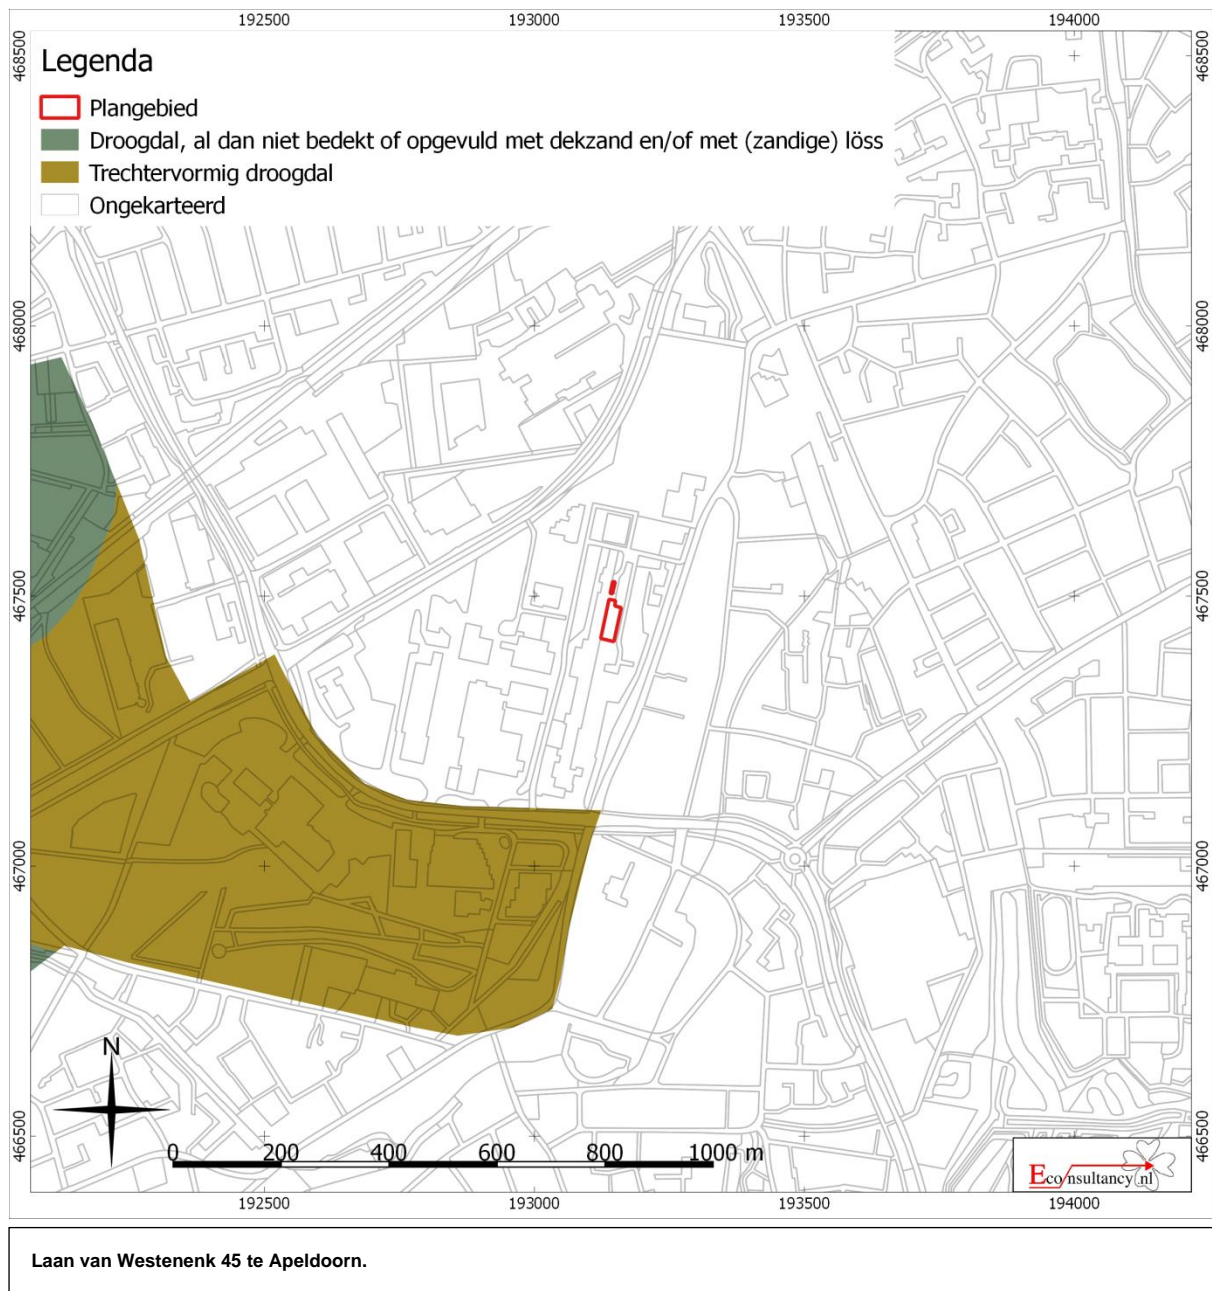 192500 193000 193500 194000
468500 468500
Legenda
Plangebied
Droogdal, al dan niet bedekt of opgevuld met dekzand en/of met (zandige) löss
Trechtervormig droogdal
Ongekarteerd
468000 468000
467500 467500
467000 467000
N
466500 466500
0 200 400 600 800 1000 m
Econsultancy.nl
192500 193000 193500 194000
Laan van Westenenk 45 te Apeldoorn.